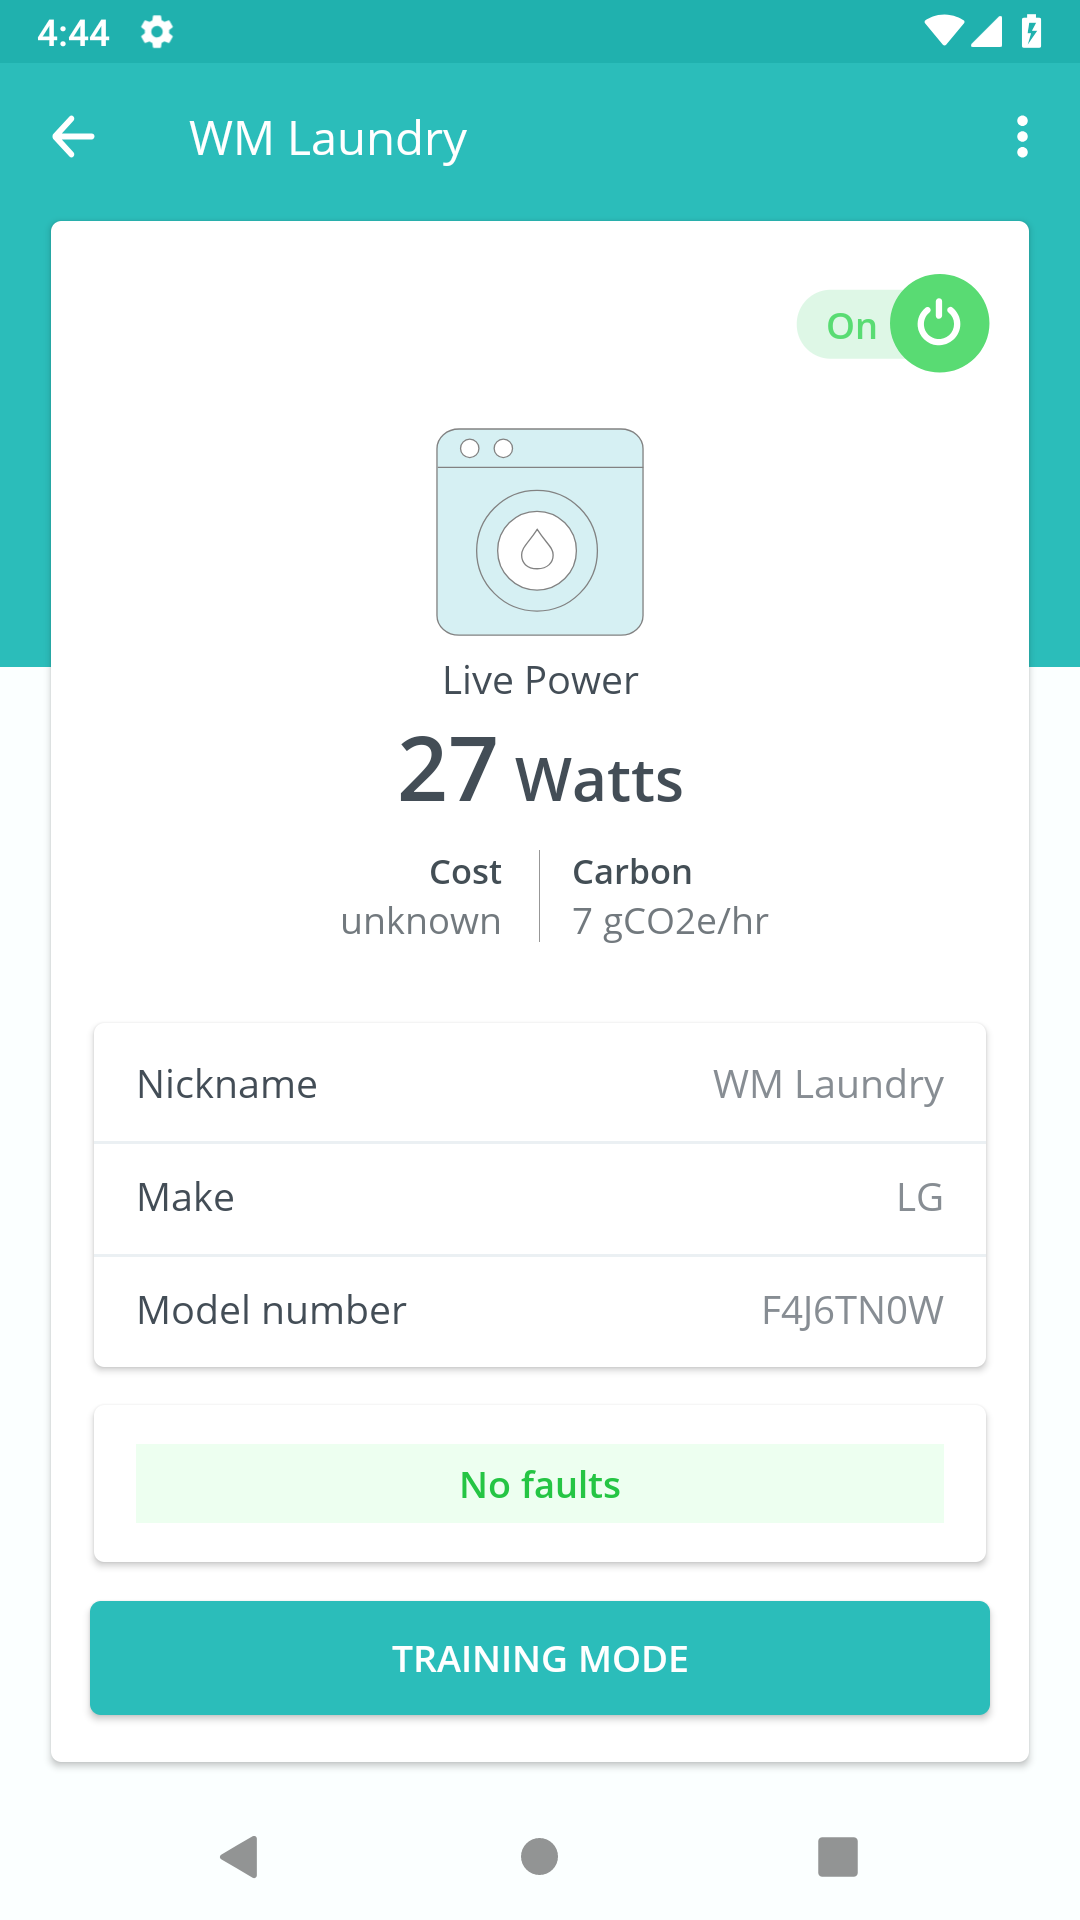 4:44
WM Laundry
On
Live Power
27 Watts
Cost
unknown
Carbon
7 gCO2e/hr
Nickname
WM Laundry
Make
LG
Model number
F4J6TN0W
No faults
TRAINING MODE